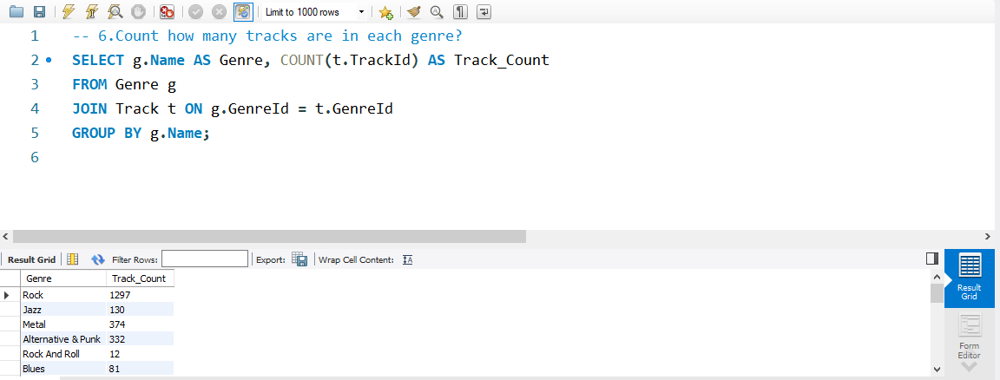 Limit to 1000 rows
1 -- 6.Count how many tracks are in each genre?
2 SELECT g.Name AS Genre, COUNT(t.TrackId) AS Track_Count
3 FROM Genre g
4 JOIN Track t ON g.GenreId = t.GenreId
5 GROUP BY g.Name;
6
Result Grid Filter Rows: Export: Wrap Cell Content: IA
Genre Track_Count
Rock 1297
Jazz 130
Metal 374
Alternative & Punk 332
Rock And Roll 12
Blues 81
Result
Grid
Form
Editor